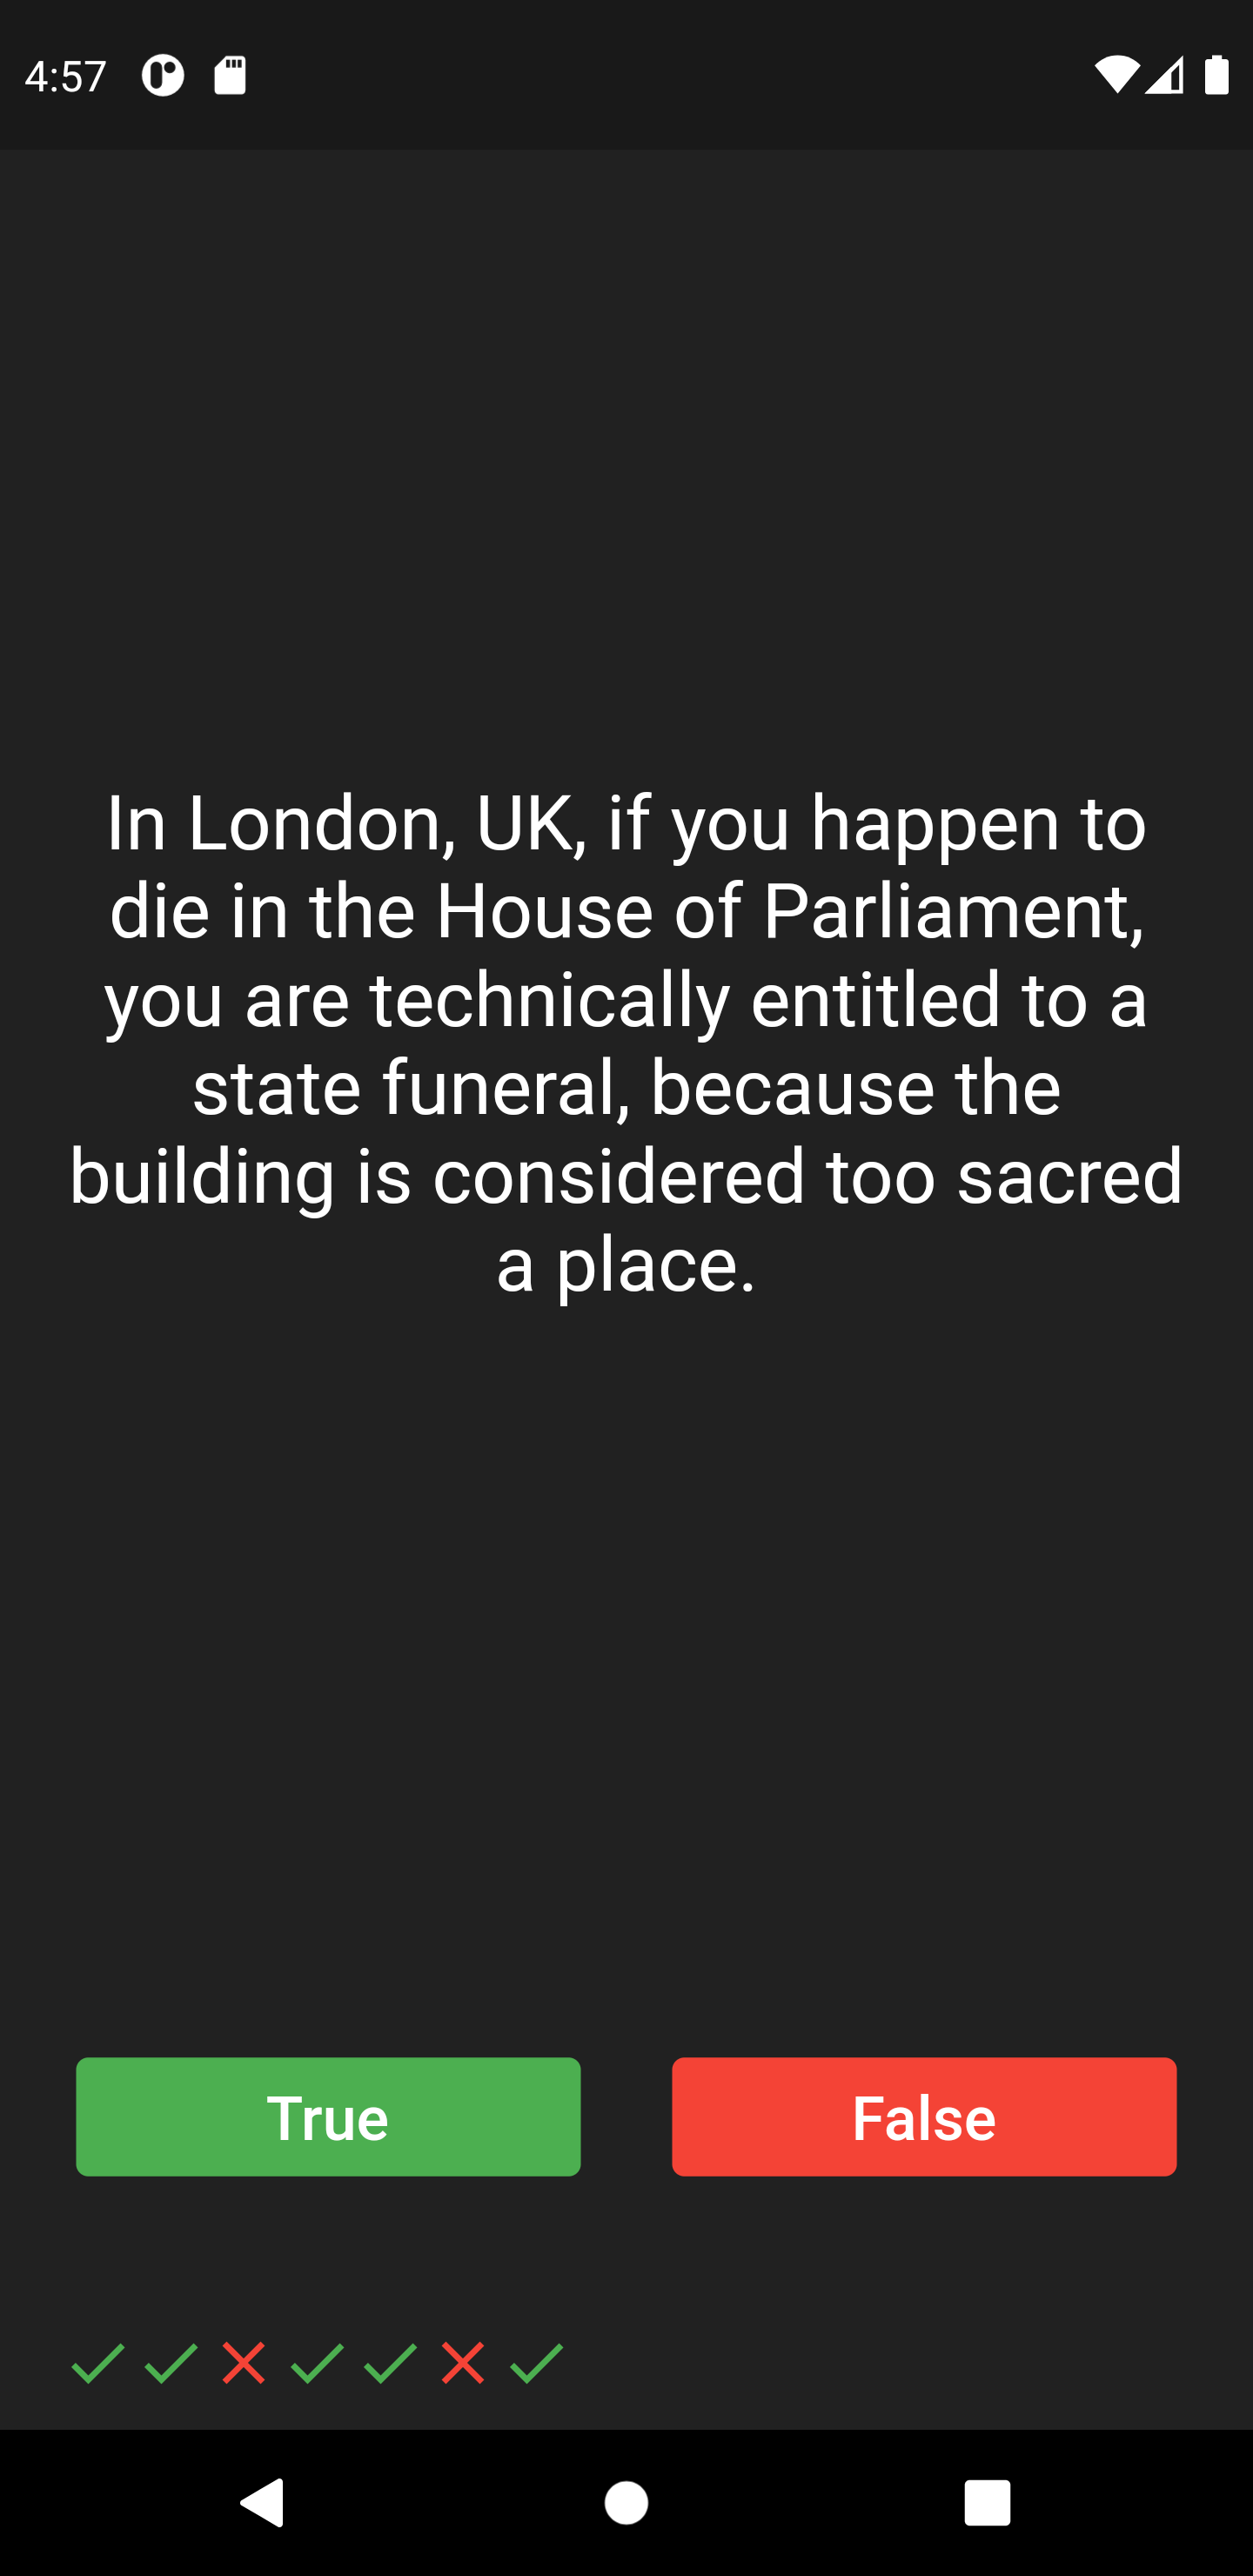 4:57
In London, UK, if you happen to
die in the House of Parliament,
you are technically entitled to a
state funeral, because the
building is considered too sacred
a place.
True
False